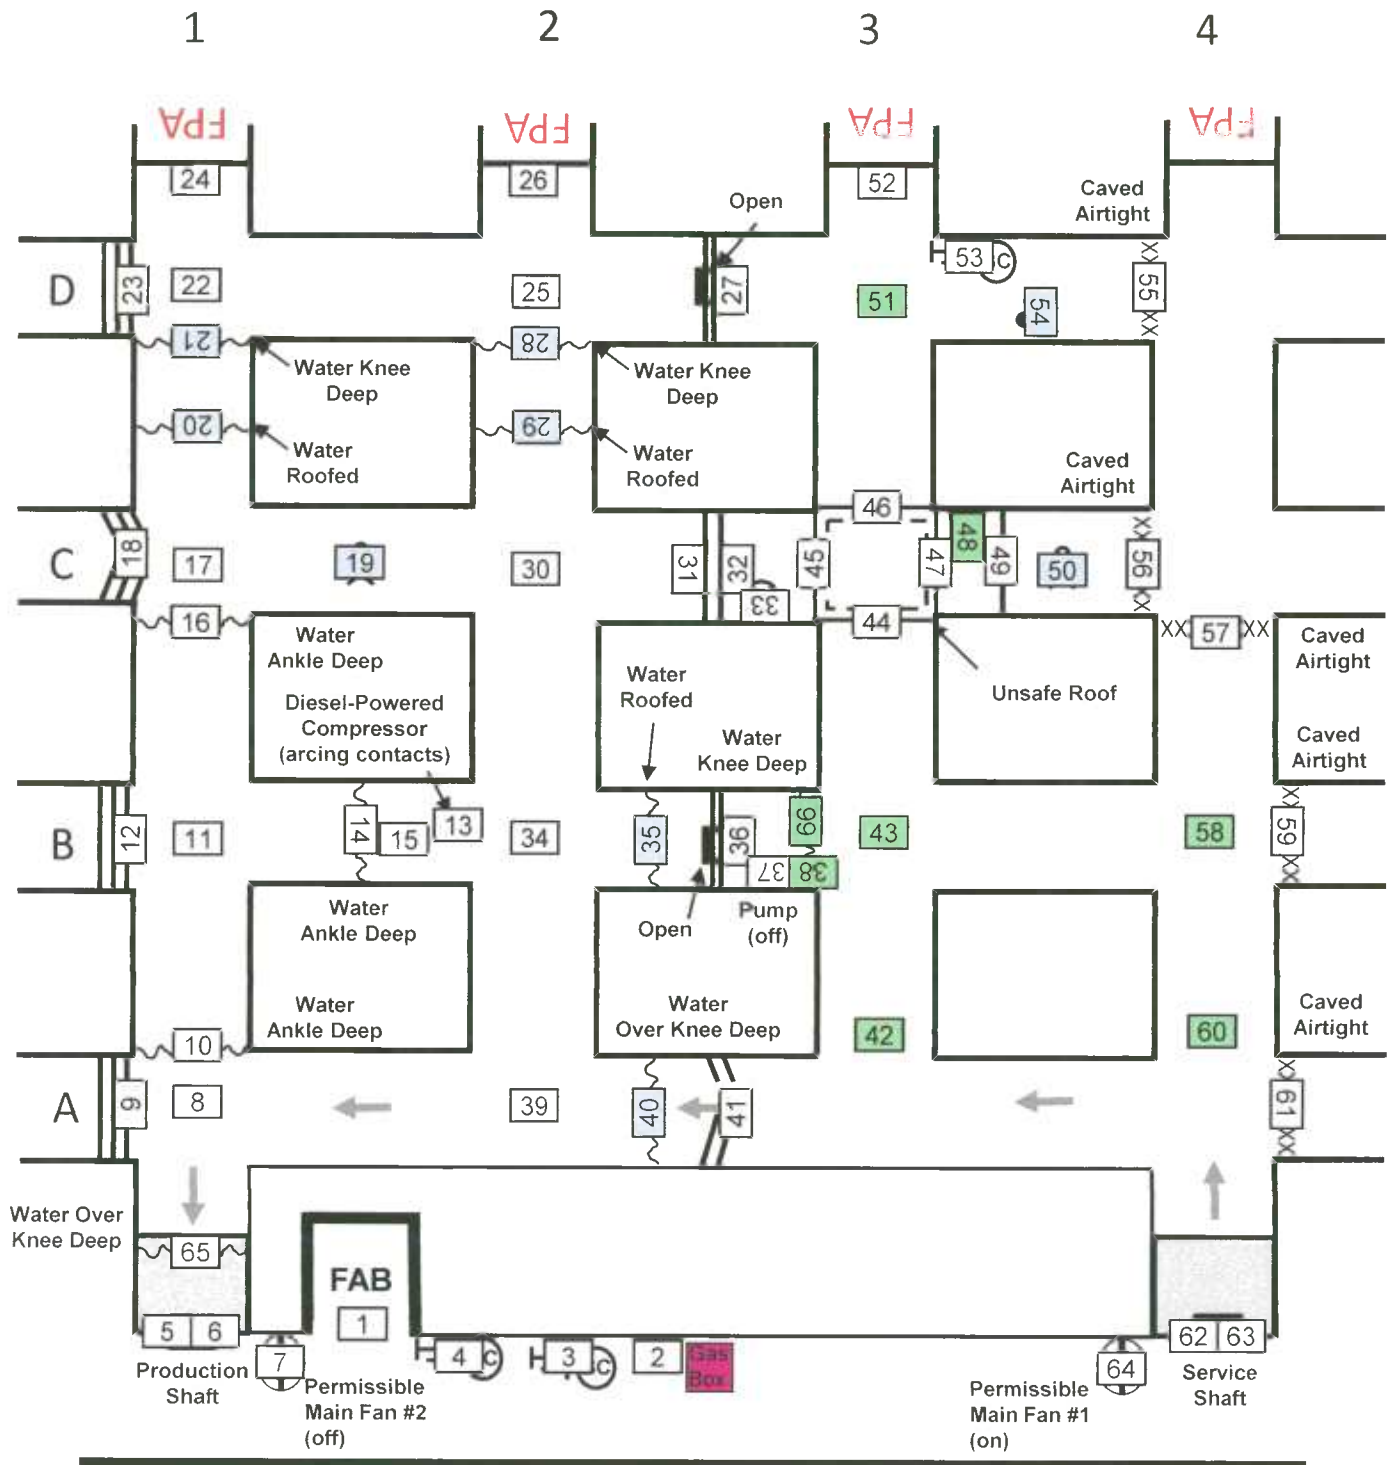 1 2 3 4
FPA FPA FPA FPA
24 26 52
Open
Caved
Airtight
D 23 22 25 27 51 53 SC 54 55
21 28
Water Knee
Deep
Water Knee
Deep
20 29
Water
Roofed
Water
Roofed
Caved
Airtight
46
C 18 17 19 30 31 32 33 45 47 48 49 50 56
16 44 57
Water
Ankle Deep
Water
Roofed
Unsafe Roof
Caved
Airtight
Diesel-Powered
Compressor
(arcing contacts)
Water
Knee Deep
Caved
Airtight
B 12 11 14 15 13 34 35 36 99 43 58 59
37 38
Water
Ankle Deep
Open
Pump
(off)
Water
Ankle Deep
Water
Over Knee Deep
Caved
Airtight
10 42 60
A 9 8 39 40 41 61
Water Over
Knee Deep
65
FAB
1
5 6 7 4 C 3 SC 2 Gas
Box
64 62 63
Production
Shaft
Permissible
Main Fan #2
(off)
Permissible
Main Fan #1
(on)
Service
Shaft